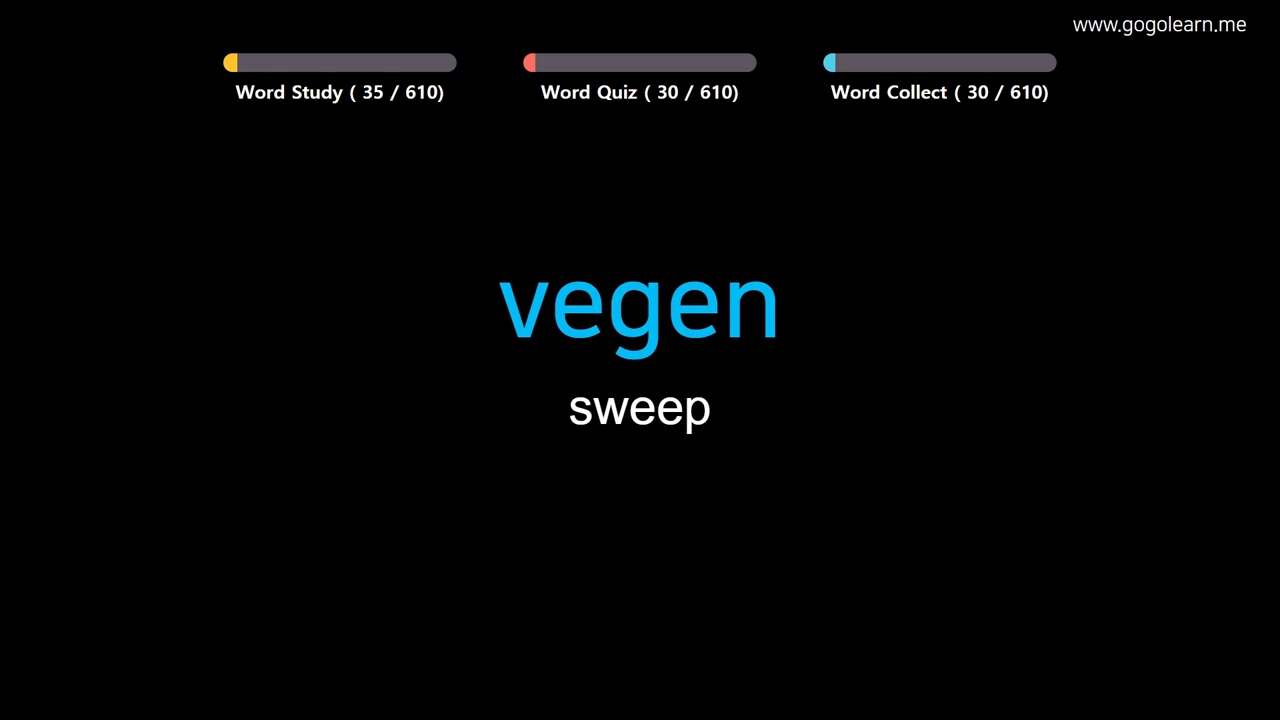 www.gogolearn.me
Word Study ( 35 / 610)
Word Quiz ( 30 / 610)
Word Collect ( 30 / 610)
vegen
sweep